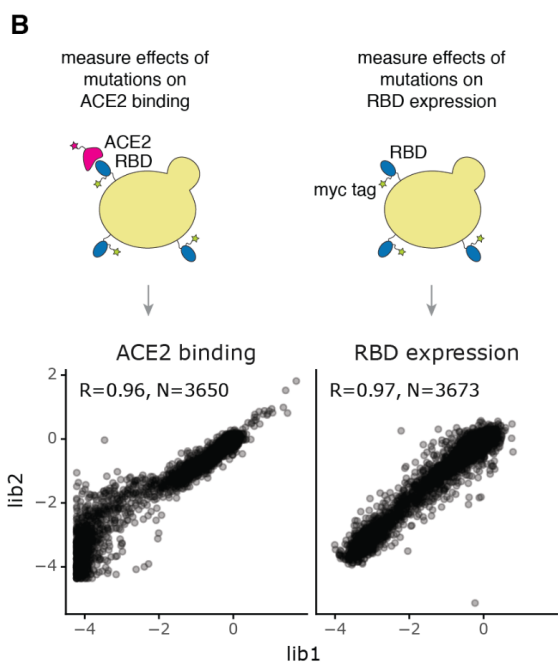 B
measure effects of
mutations on
ACE2 binding
measure effects of
mutations on
RBD expression
ACE2
RBD
RBD
myc tag
ACE2 binding
RBD expression
R=0.96, N=3650
R=0.97, N=3673
2
0
−2
−4
lib2
−4
−2
0
−4
−2
0
lib1